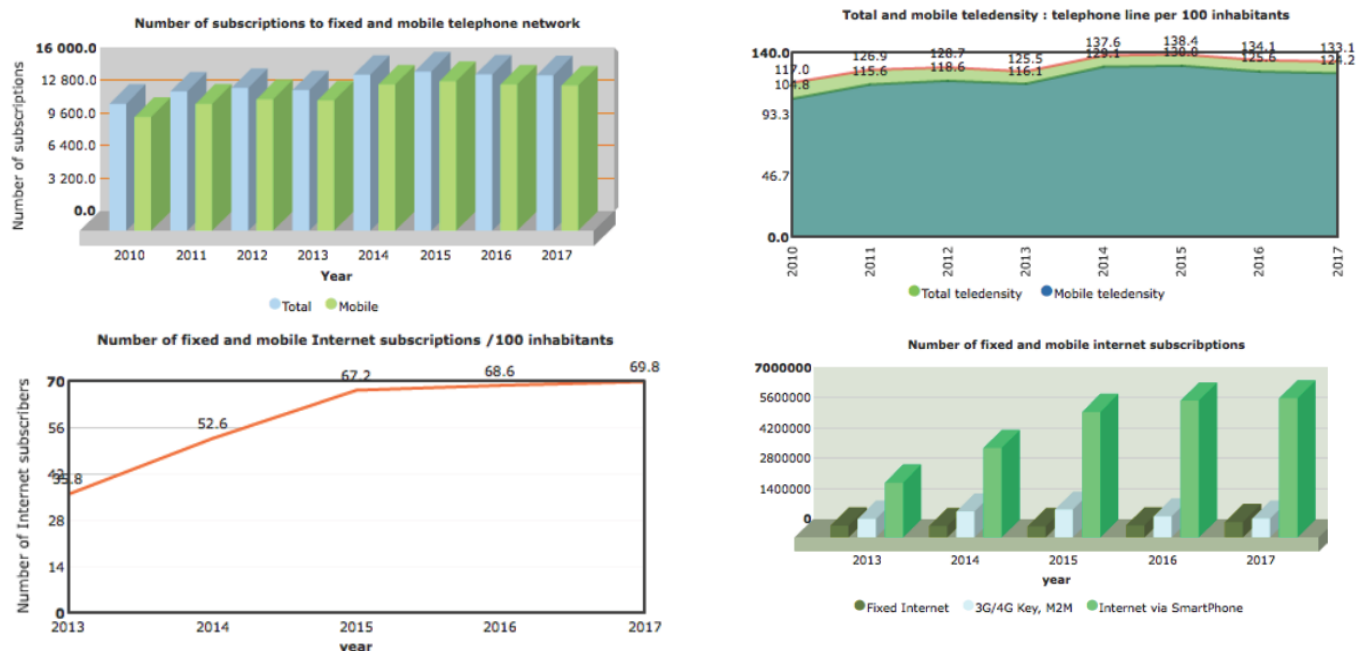 Number of subscriptions to fixed and mobile telephone network
Number of subscriptions
16 000.0
12 800.0
9 600.0
6 400.0
3 200.0
0.0
2010 2011 2012 2013 2014 2015 2016 2017
Year
Total Mobile
Total and mobile teledensity : telephone line per 100 inhabitants
140.0
93.3
46.7
0.0
117.0 126.9 128.7 125.5 137.6 138.4 134.1 133.1
104.8 115.6 118.6 116.1 129.1 130.0 125.6 124.2
2010 2011 2012 2013 2014 2015 2016 2017
Total teledensity Mobile teledensity
Number of fixed and mobile Internet subscriptions /100 inhabitants
Number of Internet subscribers
70
56
42
28
14
0
35.8 52.6 67.2 68.6 69.8
2013 2014 2015 2016 2017
year
Number of fixed and mobile internet subscribptions
7000000
5600000
4200000
2800000
1400000
0
2013 2014 2015 2016 2017
year
Fixed Internet 3G/4G Key, M2M Internet via SmartPhone